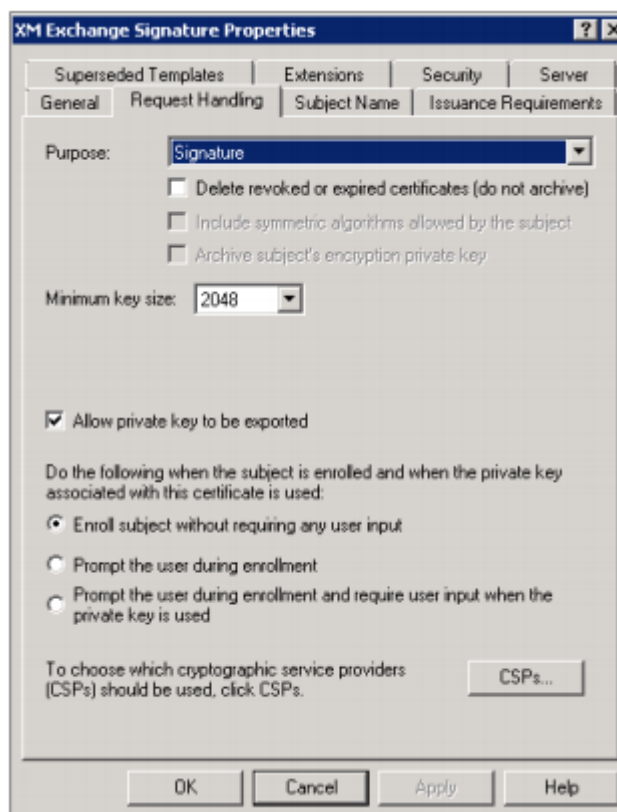 XM Exchange Signature Properties
Superseded Templates Extensions Security Server
General Request Handling Subject Name Issuance Requirements
Purpose: Signature
Delete revoked or expired certificates (do not archive)
Include symmetric algorithms allowed by the subject
Archive subject's encryption private key
Minimum key size: 2048
Allow private key to be exported
Do the following when the subject is enrolled and when the private key
associated with this certificate is used:
Enroll subject without requiring any user input
Prompt the user during enrollment
Prompt the user during enrollment and require user input when the
private key is used
To choose which cryptographic service providers
(CSPs) should be used, click CSPs.
CSPs...
OK Cancel Apply Help